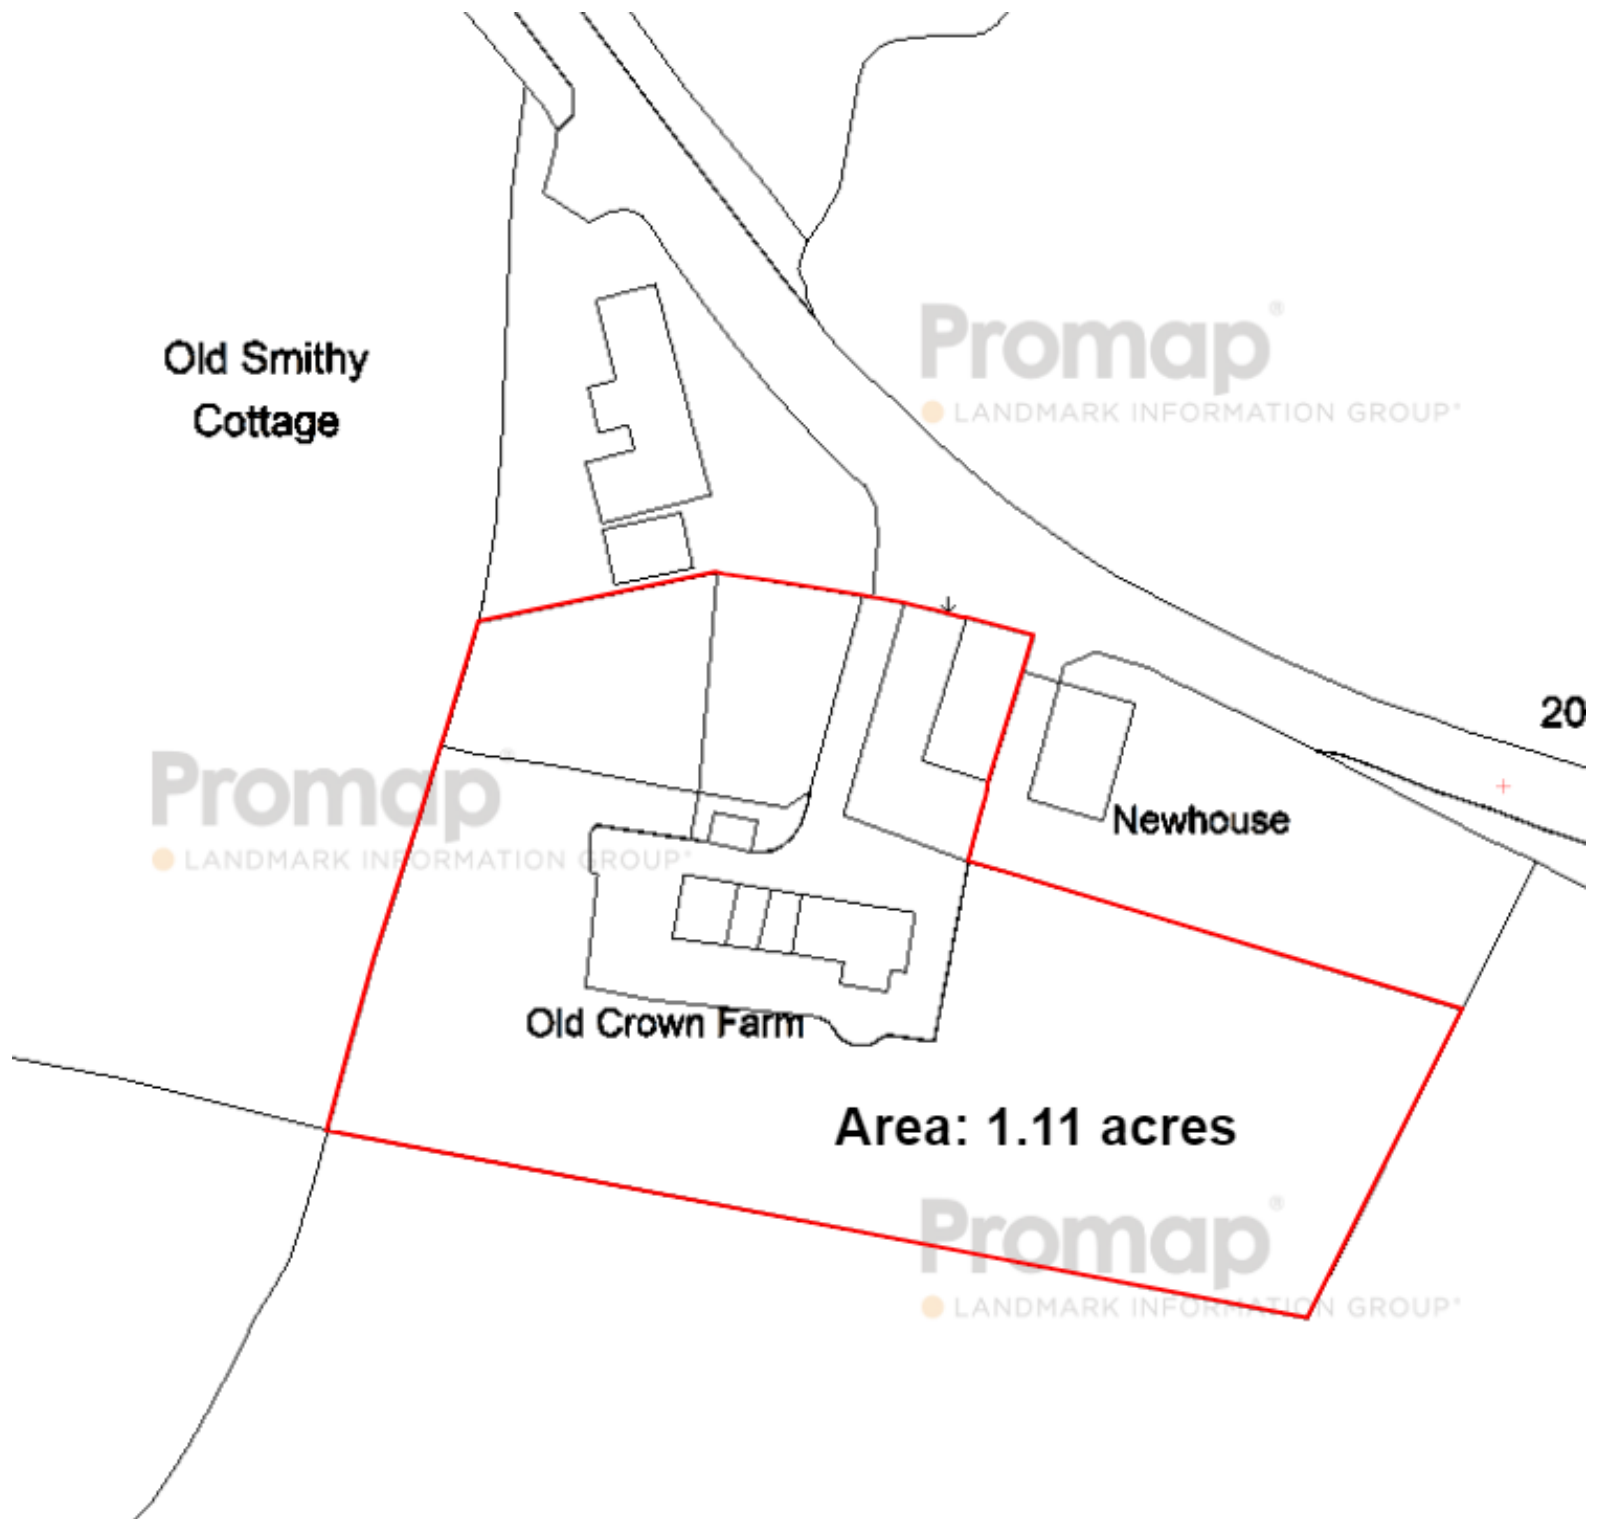 Old Smithy
Cottage
Promap®
LANDMARK INFORMATION GROUP®
20
Promap®
LANDMARK INFORMATION GROUP®
Newhouse
Old Crown Farm
Area: 1.11 acres
Promap®
LANDMARK INFORMATION GROUP®